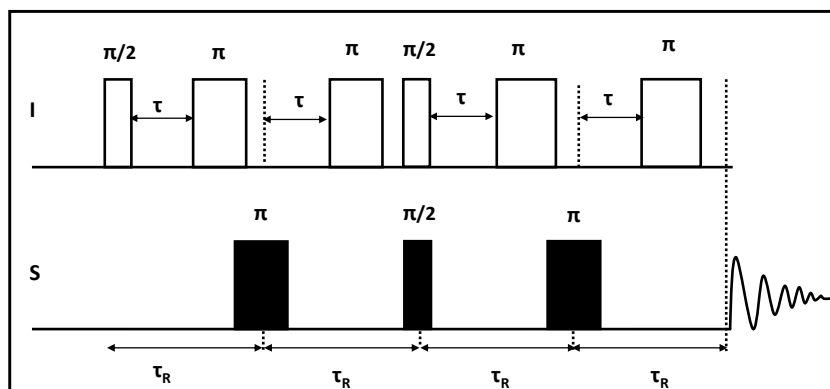 π/2 π π π/2 π π
I τ τ τ τ
π π/2 π
S
τR τR τR τR